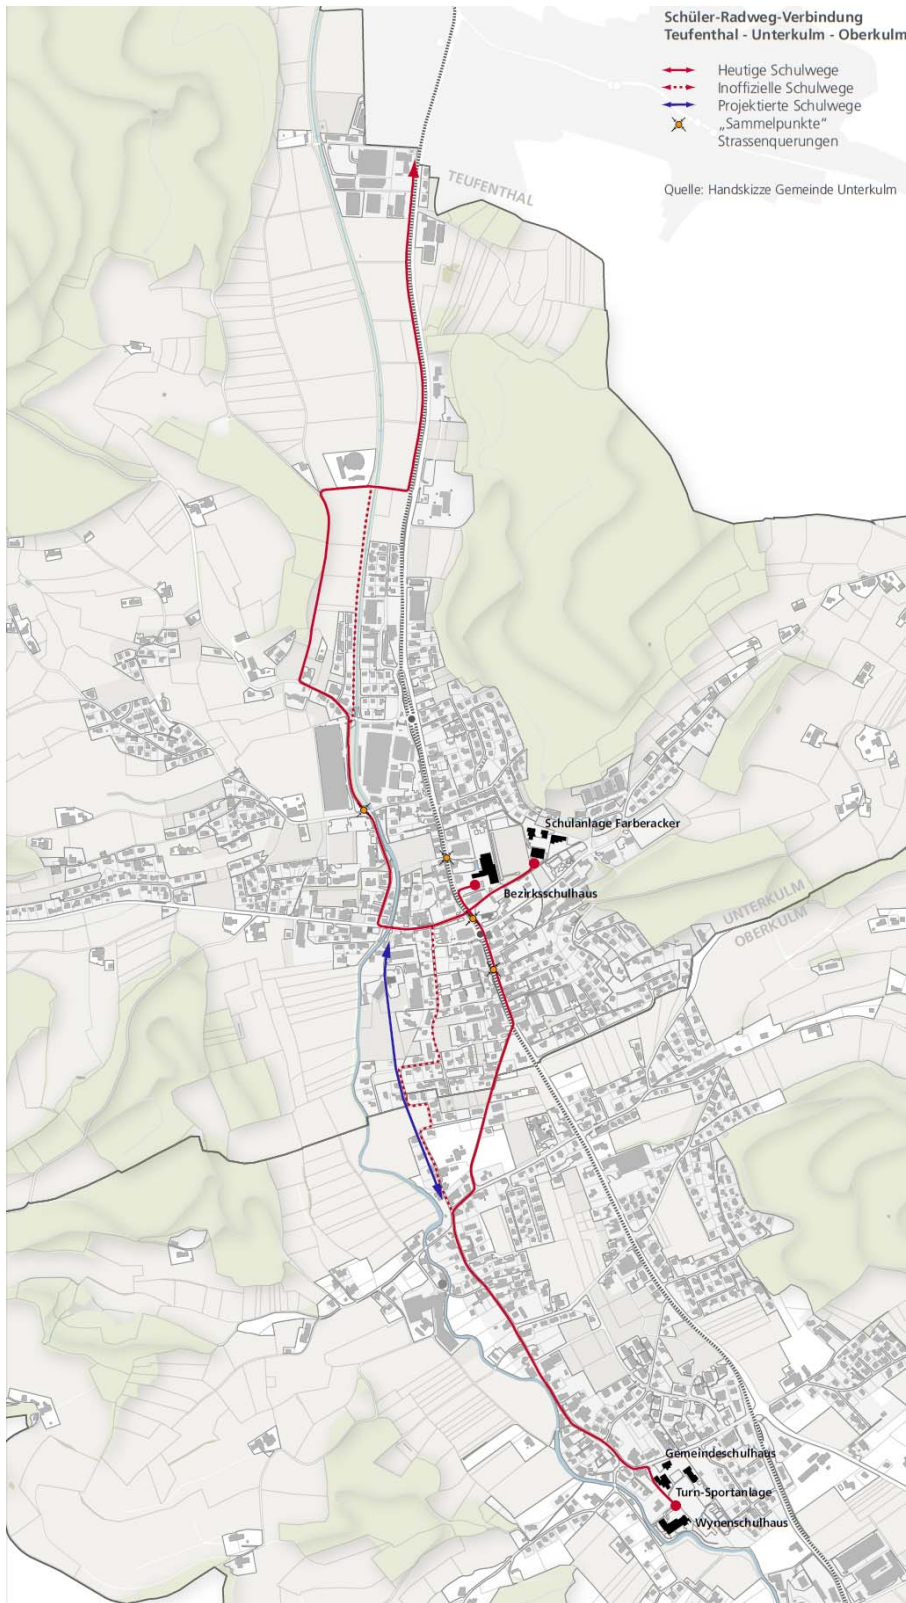 Schüler-Radweg-Verbindung
Teufenthal - Unterkulm - Oberkulm
Heutige Schulwege
Inoffizielle Schulwege
Projektierte Schulwege
„Sammelpunkte“
Strassenquerungen
Quelle: Handskizze Gemeinde Unterkulm
TEUFENTHAL
Schulanlage Farberacker
Bezirksschulhaus
UNTERKULM
OBERKULM
Gemeindeschulhaus
Turn-Sportanlage
Wynenschulhaus